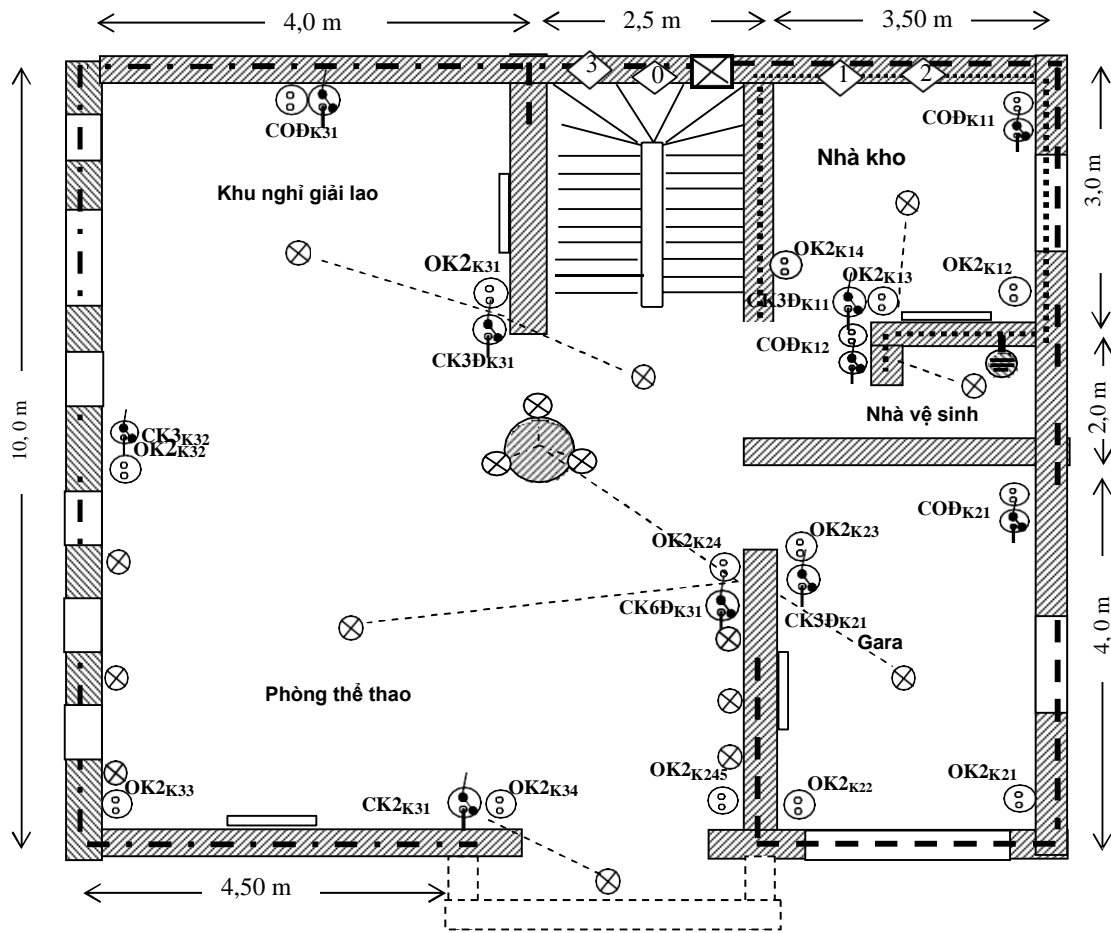 4,0 m
2,5 m
3,50 m
3
0
1
2
COĐK31
COĐK11
Nhà kho
Khu nghỉ giải lao
3,0 m
OK2K14
OK2K31
OK2K13
OK2K12
CK3ĐK11
CK3ĐK31
COĐK12
10, 0 m
Nhà vệ sinh
2,0 m
CK3K32
OK2K32
COĐK21
OK2K23
OK2K24
CK6ĐK31
CK3ĐK21
Gara
4, 0 m
Phòng thể thao
OK2K33
CK2K31
OK2K34
OK2K245
OK2K22
OK2K21
4,50 m